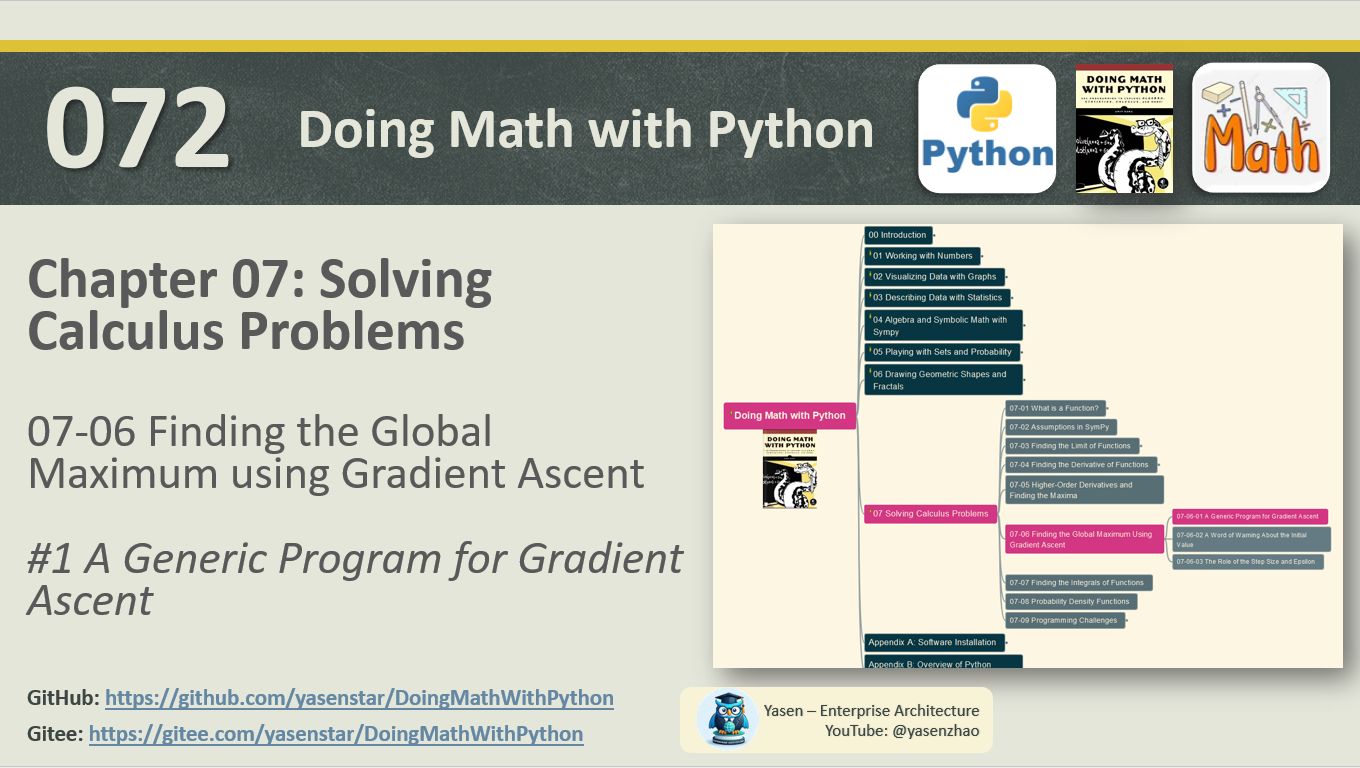 072
Doing Math with Python
Python
DOING MATH
WITH PYTHON
Math
Chapter 07: Solving
Calculus Problems
07-06 Finding the Global
Maximum using Gradient Ascent
#1 A Generic Program for Gradient
Ascent
00 Introduction
01 Working with Numbers
02 Visualizing Data with Graphs
03 Describing Data with Statistics
04 Algebra and Symbolic Math with
Sympy
05 Playing with Sets and Probability
06 Drawing Geometric Shapes and
Fractals
Doing Math with Python
DOING MATH
WITH PYTHON
07 Solving Calculus Problems
07-01 What is a Function?
07-02 Assumptions in SymPy
07-03 Finding the Limit of Functions
07-04 Finding the Derivative of Functions
07-05 Higher-Order Derivatives and
Finding the Maxima
07-06 Finding the Global Maximum Using
Gradient Ascent
07-06-01 A Generic Program for Gradient Ascent
07-06-02 A Word of Warning About the Initial
Value
07-06-03 The Role of the Step Size and Epsilon
07-07 Finding the Integrals of Functions
07-08 Probability Density Functions
07-09 Programming Challenges
Appendix A: Software Installation
Appendix B: Overview of Python
GitHub: https://github.com/yasenstar/DoingMathWithPython
Gitee: https://gitee.com/yasenstar/DoingMathWithPython
Yasen – Enterprise Architecture
YouTube: @yasenzhao